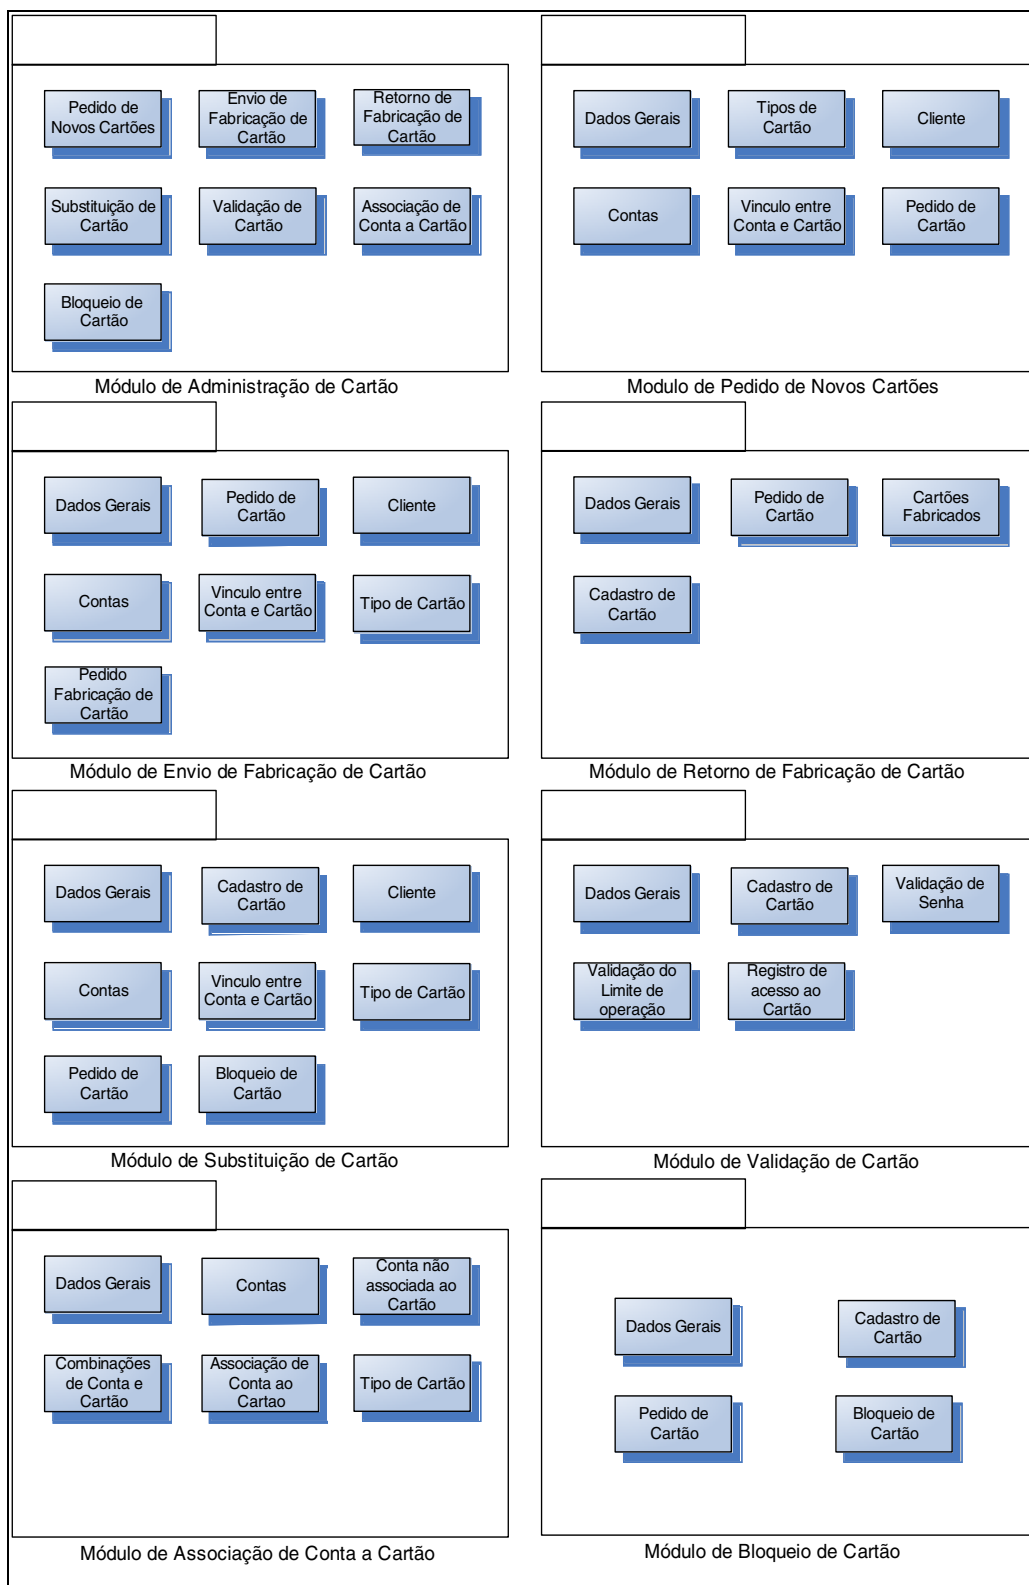 Pedido de
Novos Cartões
Envio de
Fabricação de
Cartão
Retorno de
Fabricação de
Cartão
Substituição de
Cartão
Validação de
Cartão
Associação de
Conta a Cartão
Bloqueio de
Cartão
Módulo de Administração de Cartão
Dados Gerais
Tipos de
Cartão
Cliente
Contas
Vinculo entre
Conta e Cartão
Pedido de
Cartão
Modulo de Pedido de Novos Cartões
Dados Gerais
Pedido de
Cartão
Cliente
Contas
Vinculo entre
Conta e Cartão
Tipo de Cartão
Pedido
Fabricação de
Cartão
Módulo de Envio de Fabricação de Cartão
Dados Gerais
Pedido de
Cartão
Cartões
Fabricados
Cadastro de
Cartão
Módulo de Retorno de Fabricação de Cartão
Dados Gerais
Cadastro de
Cartão
Cliente
Contas
Vinculo entre
Conta e Cartão
Tipo de Cartão
Pedido de
Cartão
Bloqueio de
Cartão
Módulo de Substituição de Cartão
Dados Gerais
Cadastro de
Cartão
Validação de
Senha
Validação do
Limite de
operação
Registro de
acesso ao
Cartão
Módulo de Validação de Cartão
Dados Gerais
Contas
Conta não
associada ao
Cartão
Combinações
de Conta e
Cartão
Associação de
Conta ao
Cartao
Tipo de Cartão
Módulo de Associação de Conta a Cartão
Dados Gerais
Cadastro de
Cartão
Pedido de
Cartão
Bloqueio de
Cartão
Módulo de Bloqueio de Cartão